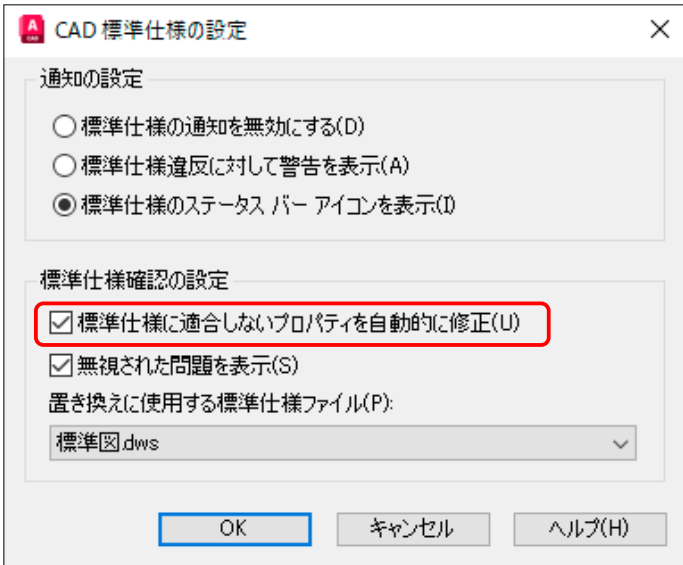 A
CAD
CAD 標準仕様の設定
通知の設定
標準仕様の通知を無効にする(D)
標準仕様違反に対して警告を表示(A)
標準仕様のステータス バー アイコンを表示(I)
標準仕様確認の設定
標準仕様に適合しないプロパティを自動的に修正(U)
無視された問題を表示(S)
置き換えに使用する標準仕様ファイル(P):
標準図.dws
OK
キャンセル
ヘルプ(H)